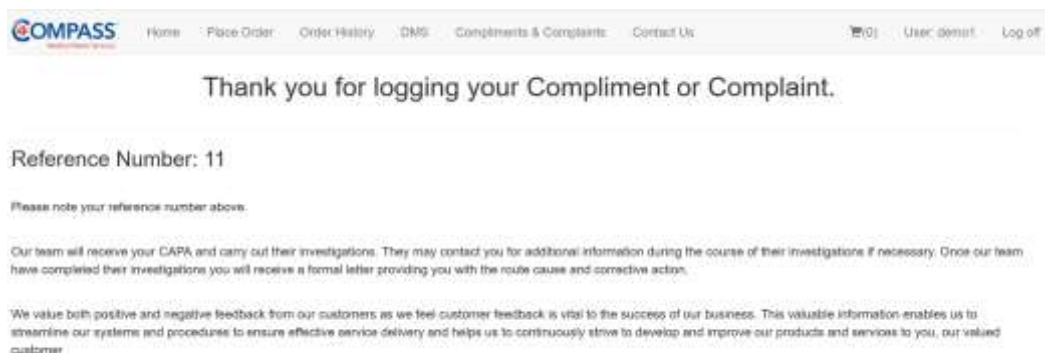 COMPASS
Home Place Order Order History DMS Compliments & Complaints Contact Us (0) User: demo1 Log off
Thank you for logging your Compliment or Complaint.
Reference Number: 11
Please note your reference number above.
Our team will receive your CAPA and carry out their investigations. They may contact you for additional information during the course of their investigations if necessary. Once our team
have completed their investigations you will receive a formal letter providing you with the route cause and corrective action.
We value both positive and negative feedback from our customers as we feel customer feedback is vital to the success of our business. This valuable information enables us to
streamline our systems and procedures to ensure effective service delivery and helps us to continuously strive to develop and improve our products and services to you, our valued
customer